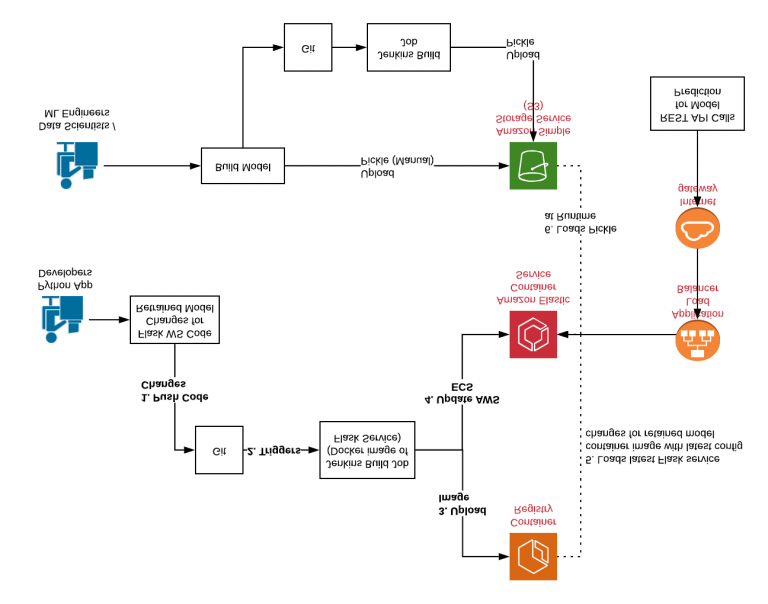 Git
Jenkins Build
Job
Upload
Pickle
Data Scientists /
ML Engineers
Amazon Simple
Storage Service
(S3)
REST API Calls
for Model
Prediction
Build Model
Upload
Pickle (Manual)
Internet
gateway
6. Loads Pickle
at Runtime
Python App
Developers
Flask WS Code
Changes for
Retrained Model
Amazon Elastic
Container
Service
Application
Load
Balancer
1. Push Code
Changes
4. Update AWS
ECS
Git
2. Triggers
Jenkins Build Job
(Docker image of
Flask Service)
5. Loads latest Flask service
container image with latest config
changes for retained model
3. Upload
Image
Container
Registry